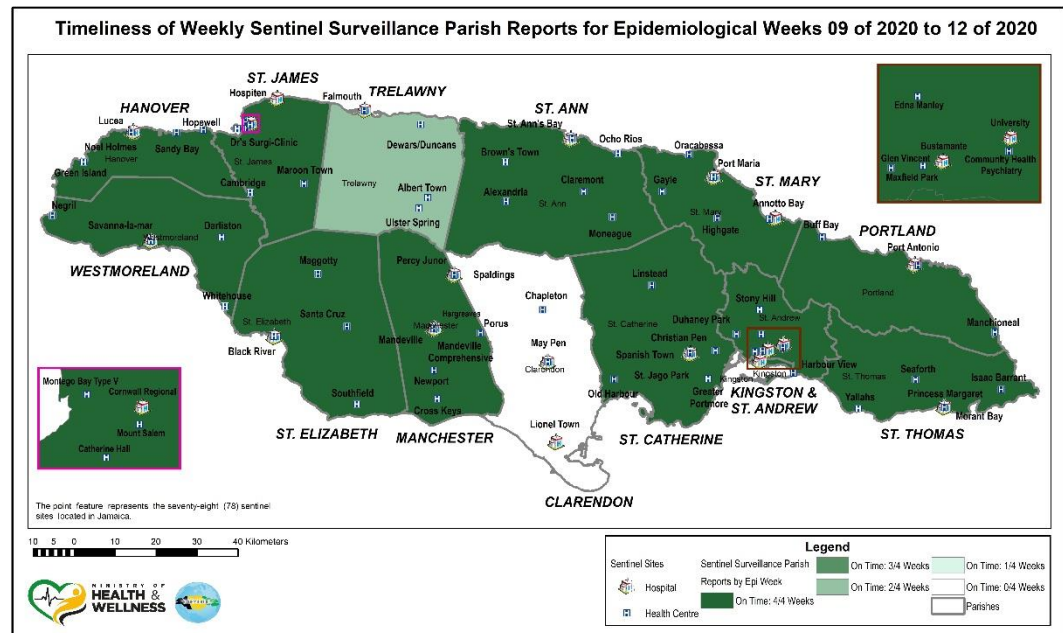 Timeliness of Weekly Sentinel Surveillance Parish Reports for Epidemiological Weeks 09 of 2020 to 12 of 2020
ST. JAMES
Hospiten
TRELAWNY
Falmouth
HANOVER
Lucea
Hopewell
ST. ANN
St. Ann's Bay
Ocho Rios
Edna Manley
University
Bustamante
Glen Vincent
Community Health
Psychiatry
Maxfield Park
Noel Holmes
Hanover
Sandy Bay
Green Island
Dr's Surgi-Clinic
St. James
Maroon Town
Cambridge
Dewars/Duncans
Trelawny
Albert Town
Ulster Spring
Brown's Town
Alexandria
Claremont
St. Ann
Moneague
Oracabessa
Port Maria
Gayle
ST. MARY
St. Mary
Highgate
Annotto Bay
Buff Bay
PORTLAND
Port Antonio
Portland
Manchioneal
Negril
Savanna-la-mar
Westmoreland
Darliston
WESTMORELAND
Whitehouse
Maggotty
Santa Cruz
St. Elizabeth
Black River
Southfield
ST. ELIZABETH
Percy Junor
Spaldings
Hargreaves
Manchester
Mandeville
Porus
Mandeville
Comprehensive
Newport
Cross Keys
MANCHESTER
Chapleton
May Pen
Clarendon
Lionel Town
CLARENDON
Linstead
St. Catherine
Christian Pen
Spanish Town
St. Jago Park
Old Harbour
Greater
Portmore
ST. CATHERINE
Stony Hill
St. Andrew
Duhaney Park
Kingston
Kingston
Harbour View
KINGSTON &
ST. ANDREW
St. Thomas
Seaforth
Isaac Barrant
Princess Margaret
Yallahs
Morant Bay
ST. THOMAS
Montego Bay Type V
Cornwall Regional
Mount Salem
Catherine Hall
The point feature represents the seventy-eight (78) sentinel
sites located in Jamaica.
10 5 0 10 20 30 40 Kilometers
MINISTRY OF
HEALTH &
WELLNESS
Legend
Sentinel Sites
Hospital
Health Centre
Sentinel Surveillance Parish
Reports by Epi Week
On Time: 4/4 Weeks
On Time: 3/4 Weeks
On Time: 2/4 Weeks
On Time: 1/4 Weeks
On Time: 0/4 Weeks
Parishes